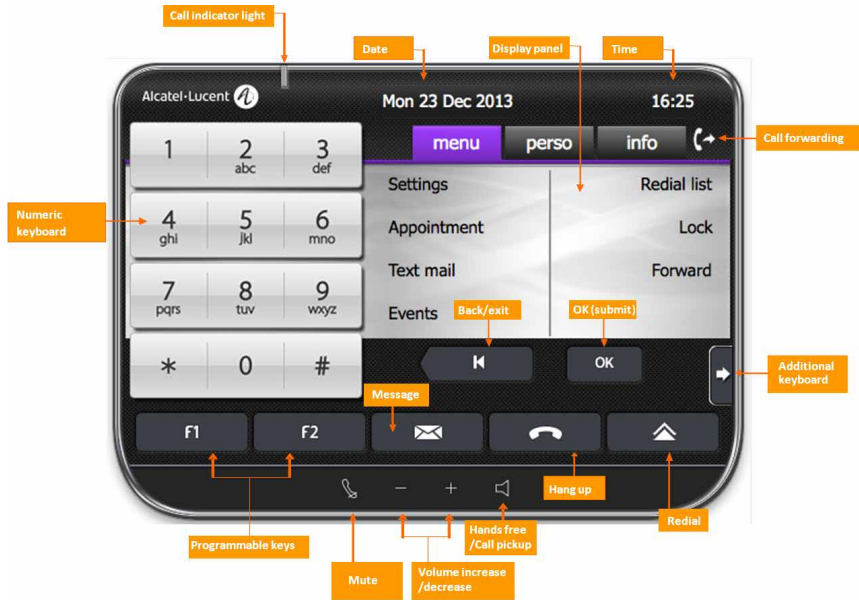 Call indicator light
Date
Display panel
Time
Alcatel·Lucent
Mon 23 Dec 2013
16:25
menu
perso
info
Call forwarding
1
2
abc
3
def
Settings
Redial list
Numeric
keyboard
4
ghi
5
jkl
6
mno
Appointment
Lock
Text mail
Forward
7
pqrs
8
tuv
9
wxyz
Events
Back/exit
OK (submit)
*
0
#
OK
Additional
keyboard
Message
F1
F2
− +
Hang up
Redial
Programmable keys
Hands free
/Call pickup
Mute
Volume increase
/decrease